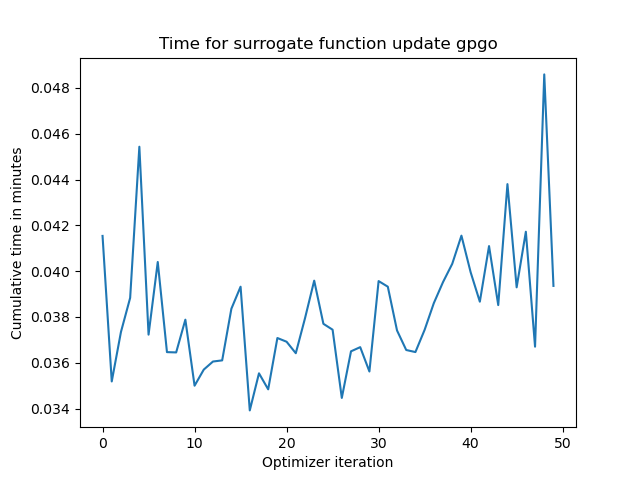 Time for surrogate function update gpgo
Cumulative time in minutes
0.048
0.046
0.044
0.042
0.040
0.038
0.036
0.034
0 10 20 30 40 50
Optimizer iteration